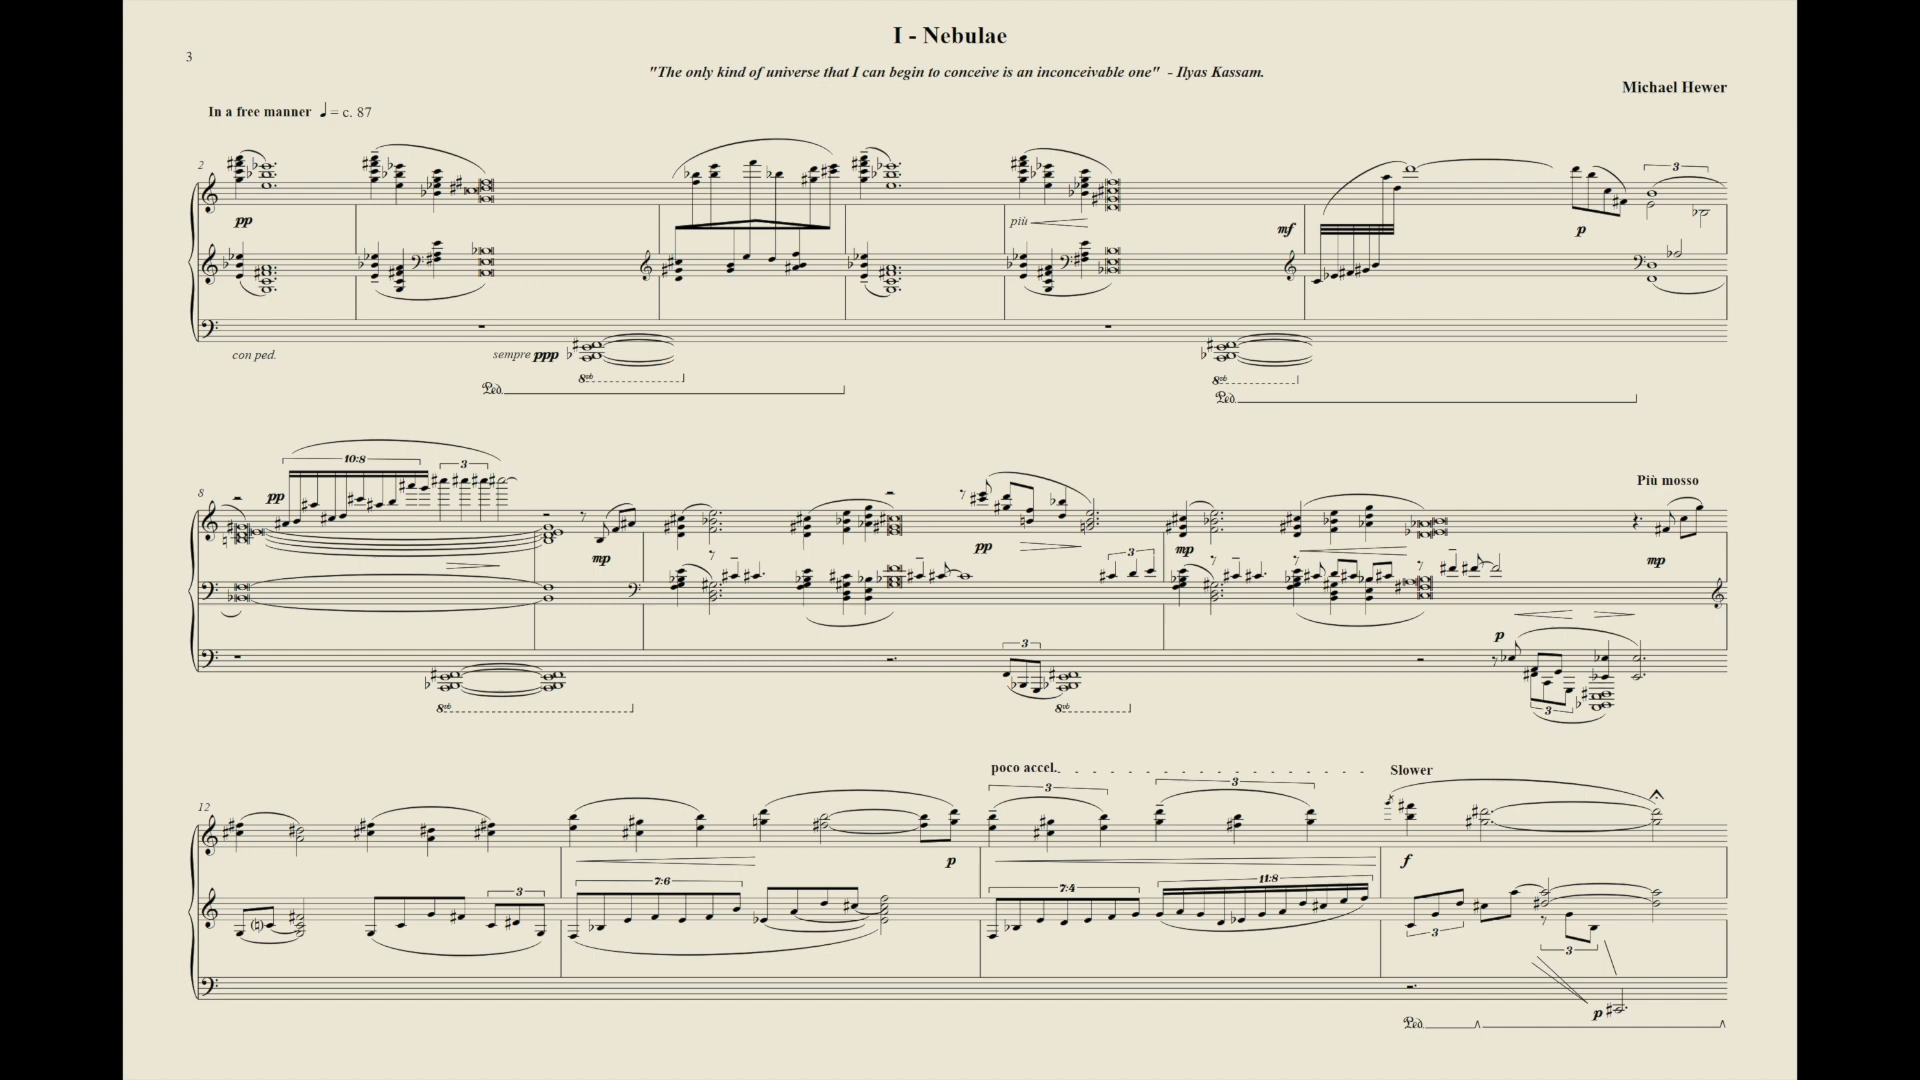 I - Nebulae
3
"The only kind of universe that I can begin to conceive is an inconceivable one" - Ilyas Kassam.
Michael Hewer
In a free manner ♩ = c. 87
2
3
pp
più
mf
p
con ped.
sempre ppp
8vb
8vb
Ped.
Ped.
10:8
3
Più mosso
8
pp
mp
pp
mp
mp
3
3
p
8vb
8vb
3
poco accel.
Slower
3
3
12
p
f
3
7:6
7:4
11:8
3
3
p
Ped.